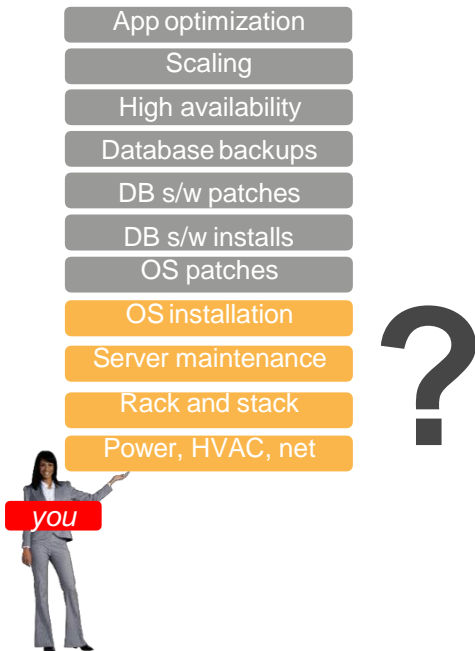 App optimization
Scaling
High availability
Database backups
DB s/w patches
DB s/w installs
OS patches
OS installation
Server maintenance
Rack and stack
Power, HVAC, net
?
you